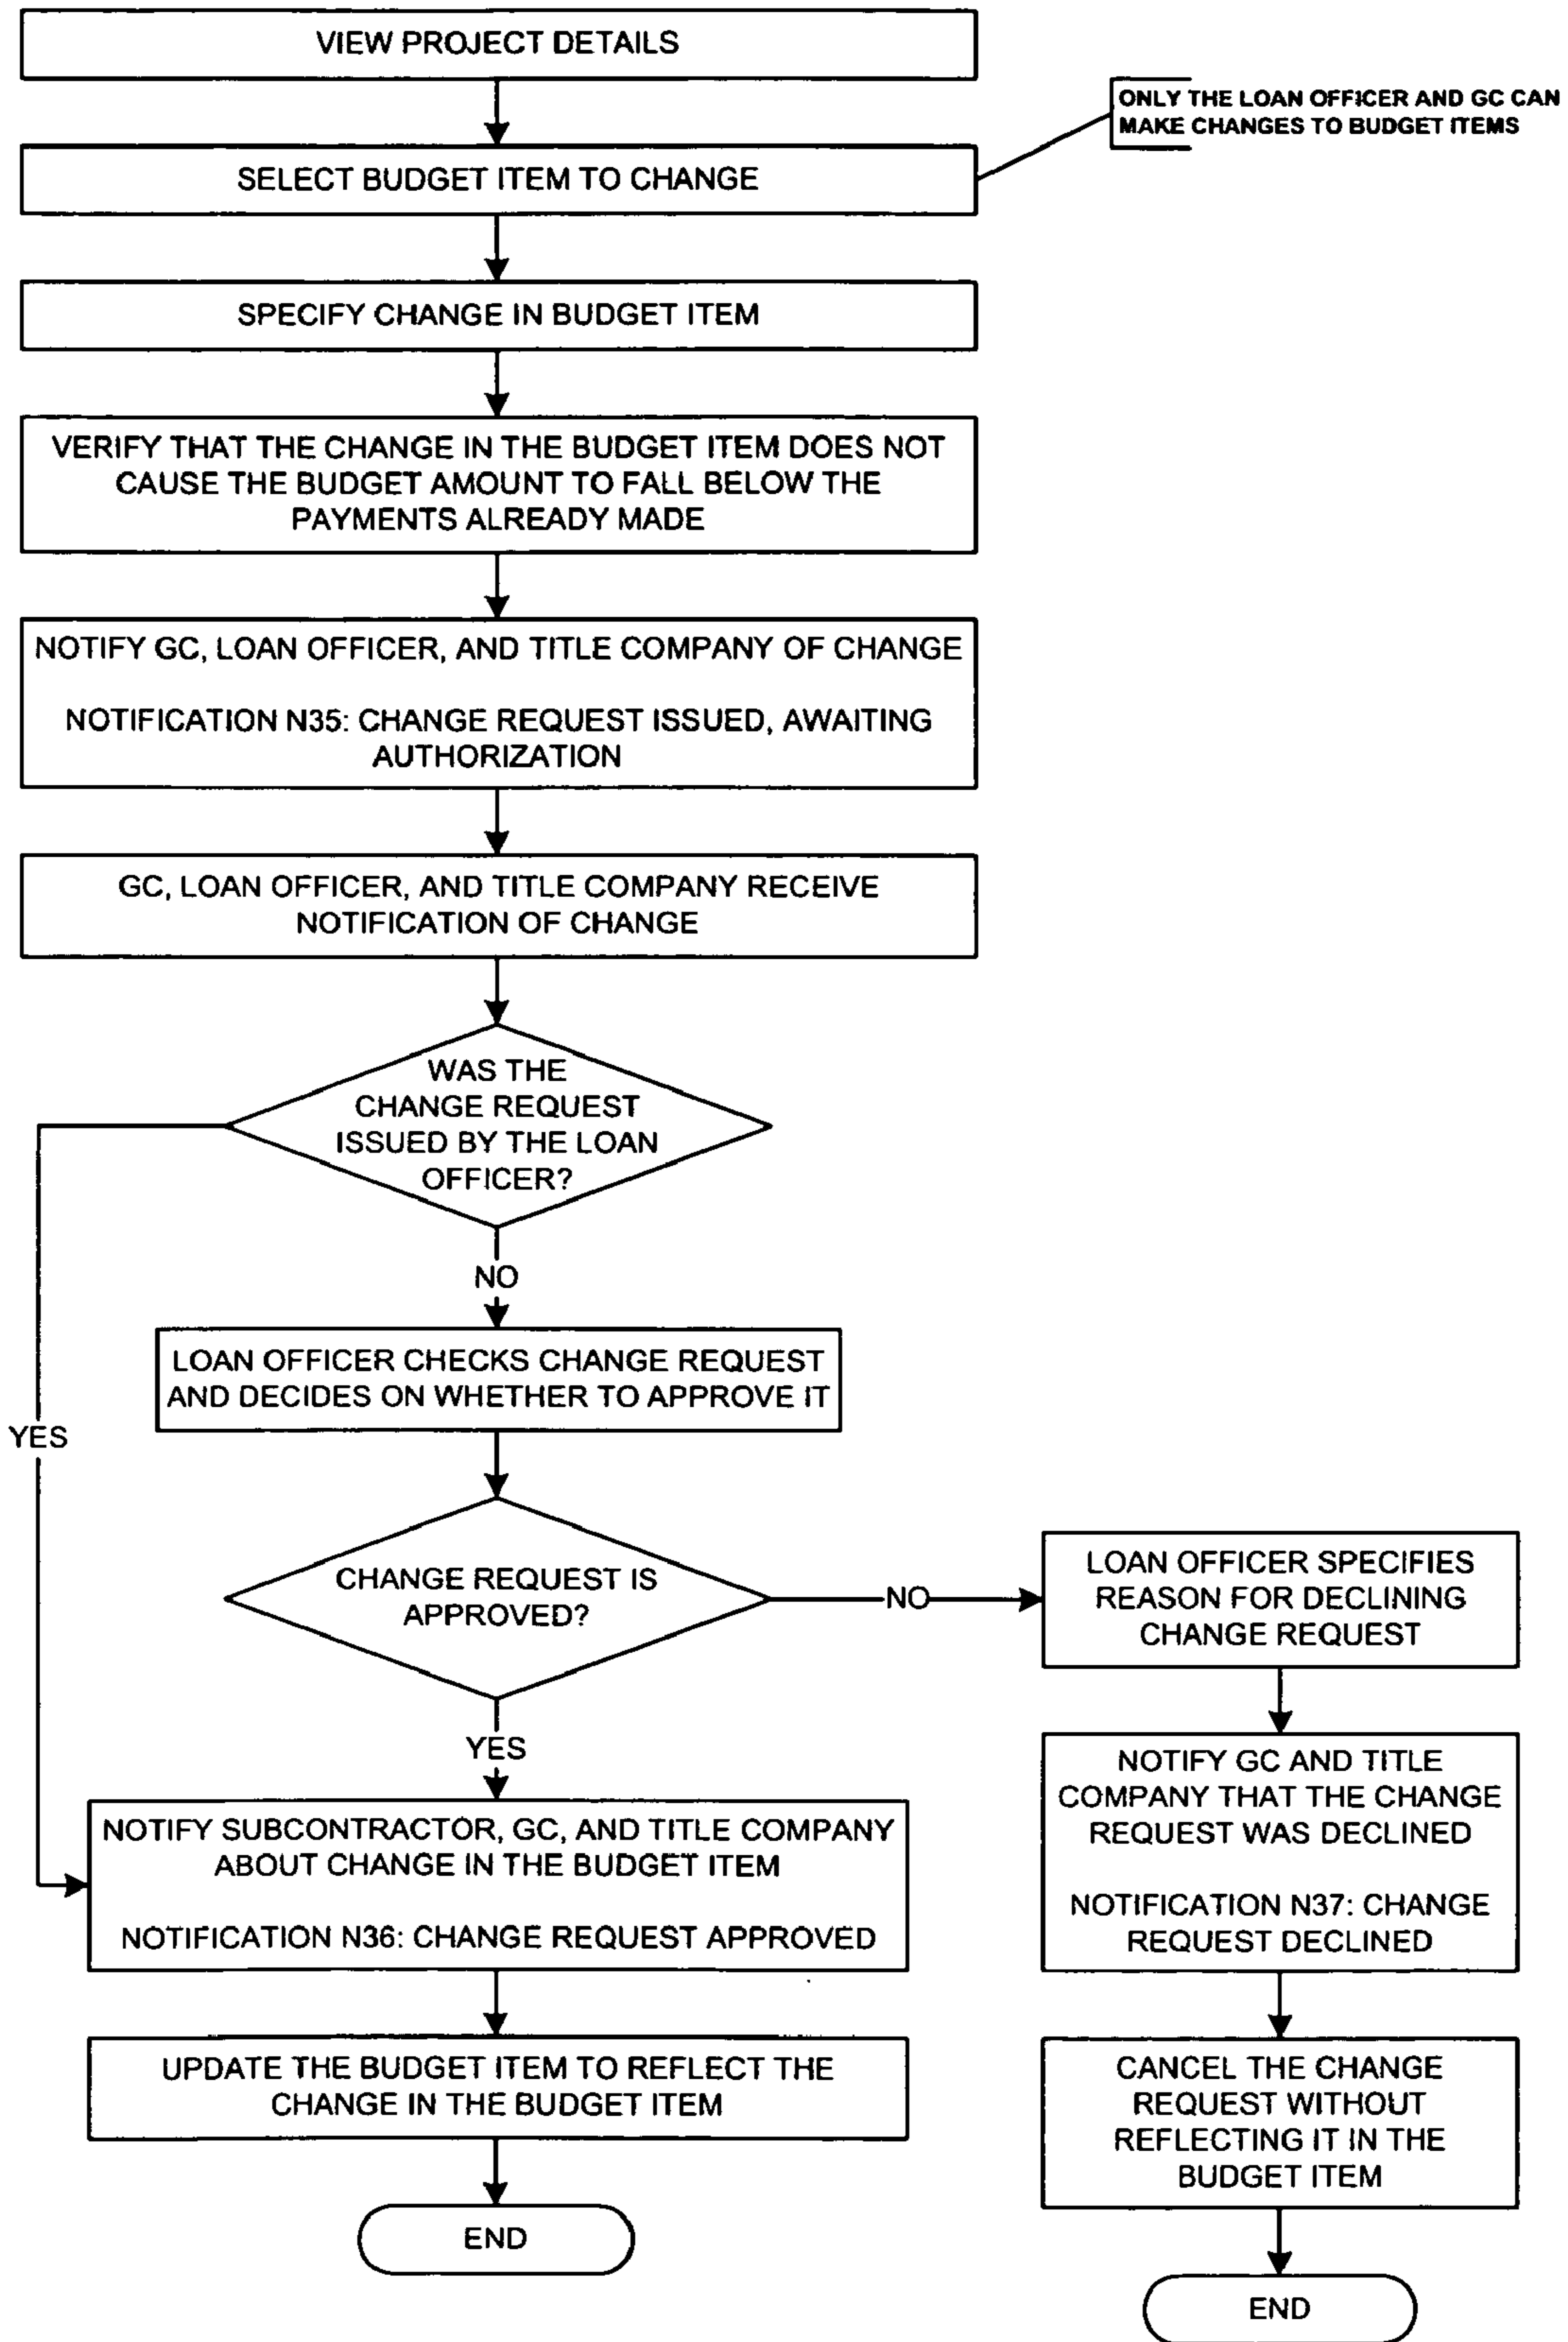 VIEW PROJECT DETAILS
ONLY THE LOAN OFFICER AND GC CAN
MAKE CHANGES TO BUDGET ITEMS
SELECT BUDGET ITEM TO CHANGE
SPECIFY CHANGE IN BUDGET ITEM
VERIFY THAT THE CHANGE IN THE BUDGET ITEM DOES NOT
CAUSE THE BUDGET AMOUNT TO FALL BELOW THE
PAYMENTS ALREADY MADE
NOTIFY GC, LOAN OFFICER, AND TITLE COMPANY OF CHANGE
NOTIFICATION N35: CHANGE REQUEST ISSUED, AWAITING
AUTHORIZATION
GC, LOAN OFFICER, AND TITLE COMPANY RECEIVE
NOTIFICATION OF CHANGE
WAS THE
CHANGE REQUEST
ISSUED BY THE LOAN
OFFICER?
NO
LOAN OFFICER CHECKS CHANGE REQUEST
AND DECIDES ON WHETHER TO APPROVE IT
YES
CHANGE REQUEST IS
APPROVED?
NO
LOAN OFFICER SPECIFIES
REASON FOR DECLINING
CHANGE REQUEST
YES
NOTIFY SUBCONTRACTOR, GC, AND TITLE COMPANY
ABOUT CHANGE IN THE BUDGET ITEM
NOTIFICATION N36: CHANGE REQUEST APPROVED
NOTIFY GC AND TITLE
COMPANY THAT THE CHANGE
REQUEST WAS DECLINED
NOTIFICATION N37: CHANGE
REQUEST DECLINED
UPDATE THE BUDGET ITEM TO REFLECT THE
CHANGE IN THE BUDGET ITEM
CANCEL THE CHANGE
REQUEST WITHOUT
REFLECTING IT IN THE
BUDGET ITEM
END
END